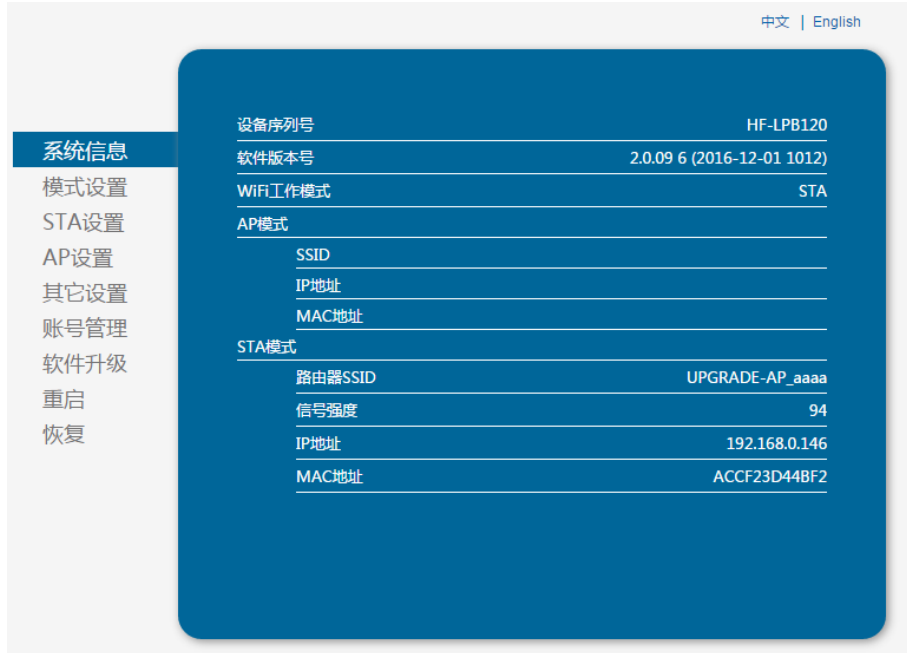 中文 | English
系统信息
模式设置
STA设置
AP设置
其它设置
账号管理
软件升级
重启
恢复
设备序列号 HF-LPB120
软件版本号 2.0.09 6 (2016-12-01 1012)
WiFi工作模式 STA
AP模式
SSID
IP地址
MAC地址
STA模式
路由器SSID UPGRADE-AP_aaaa
信号强度 94
IP地址 192.168.0.146
MAC地址 ACCF23D44BF2